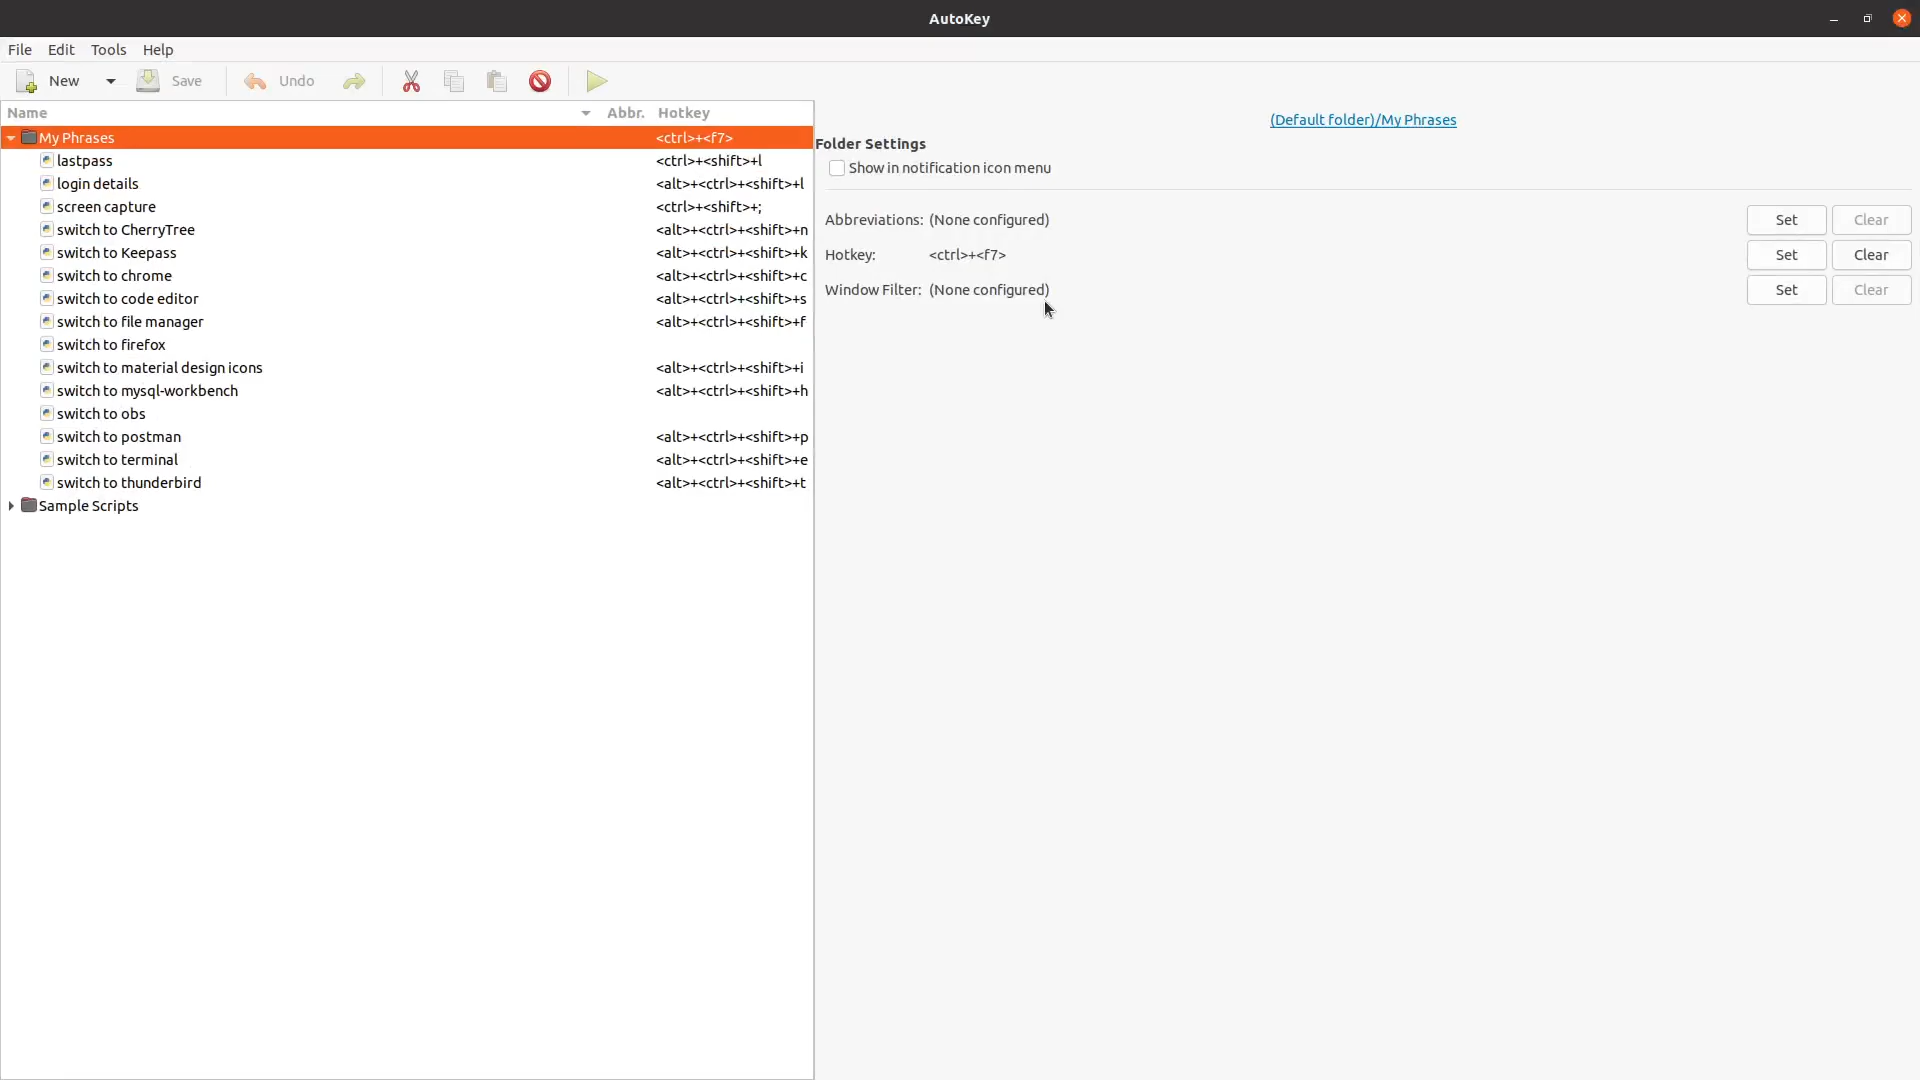 AutoKey
File Edit Tools Help
New Save Undo
Name Abbr. Hotkey
My Phrases <ctrl>+<f7>
lastpass <ctrl>+<shift>+l
login details <alt>+<ctrl>+<shift>+l
screen capture <ctrl>+<shift>+;
switch to CherryTree <alt>+<ctrl>+<shift>+n
switch to Keepass <alt>+<ctrl>+<shift>+k
switch to chrome <alt>+<ctrl>+<shift>+c
switch to code editor <alt>+<ctrl>+<shift>+s
switch to file manager <alt>+<ctrl>+<shift>+f
switch to firefox
switch to material design icons <alt>+<ctrl>+<shift>+i
switch to mysql-workbench <alt>+<ctrl>+<shift>+h
switch to obs
switch to postman <alt>+<ctrl>+<shift>+p
switch to terminal <alt>+<ctrl>+<shift>+e
switch to thunderbird <alt>+<ctrl>+<shift>+t
Sample Scripts
(Default folder)/My Phrases
Folder Settings
Show in notification icon menu
Abbreviations: (None configured) Set Clear
Hotkey: <ctrl>+<f7> Set Clear
Window Filter: (None configured) Set Clear